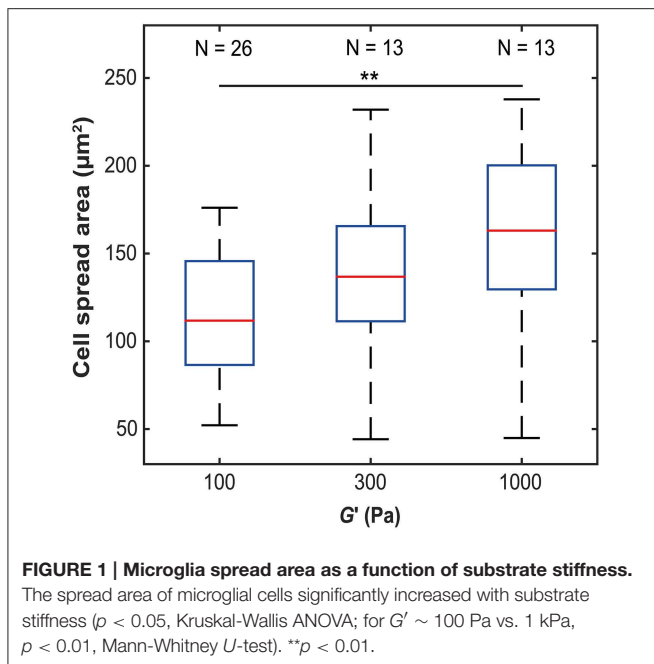 N = 26 N = 13 N = 13
**
250
200
150
100
50
Cell spread area (µm²)
100 300 1000
G' (Pa)
FIGURE 1 | Microglia spread area as a function of substrate stiffness.
The spread area of microglial cells significantly increased with substrate
stiffness (p < 0.05, Kruskal-Wallis ANOVA; for G' ∼ 100 Pa vs. 1 kPa,
p < 0.01, Mann-Whitney U-test). **p < 0.01.